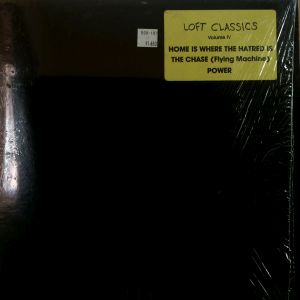 LOFT CLASSICS
Volume IV
HOME IS WHERE THE HATRED IS
THE CHASE (Flying Machine)
POWER